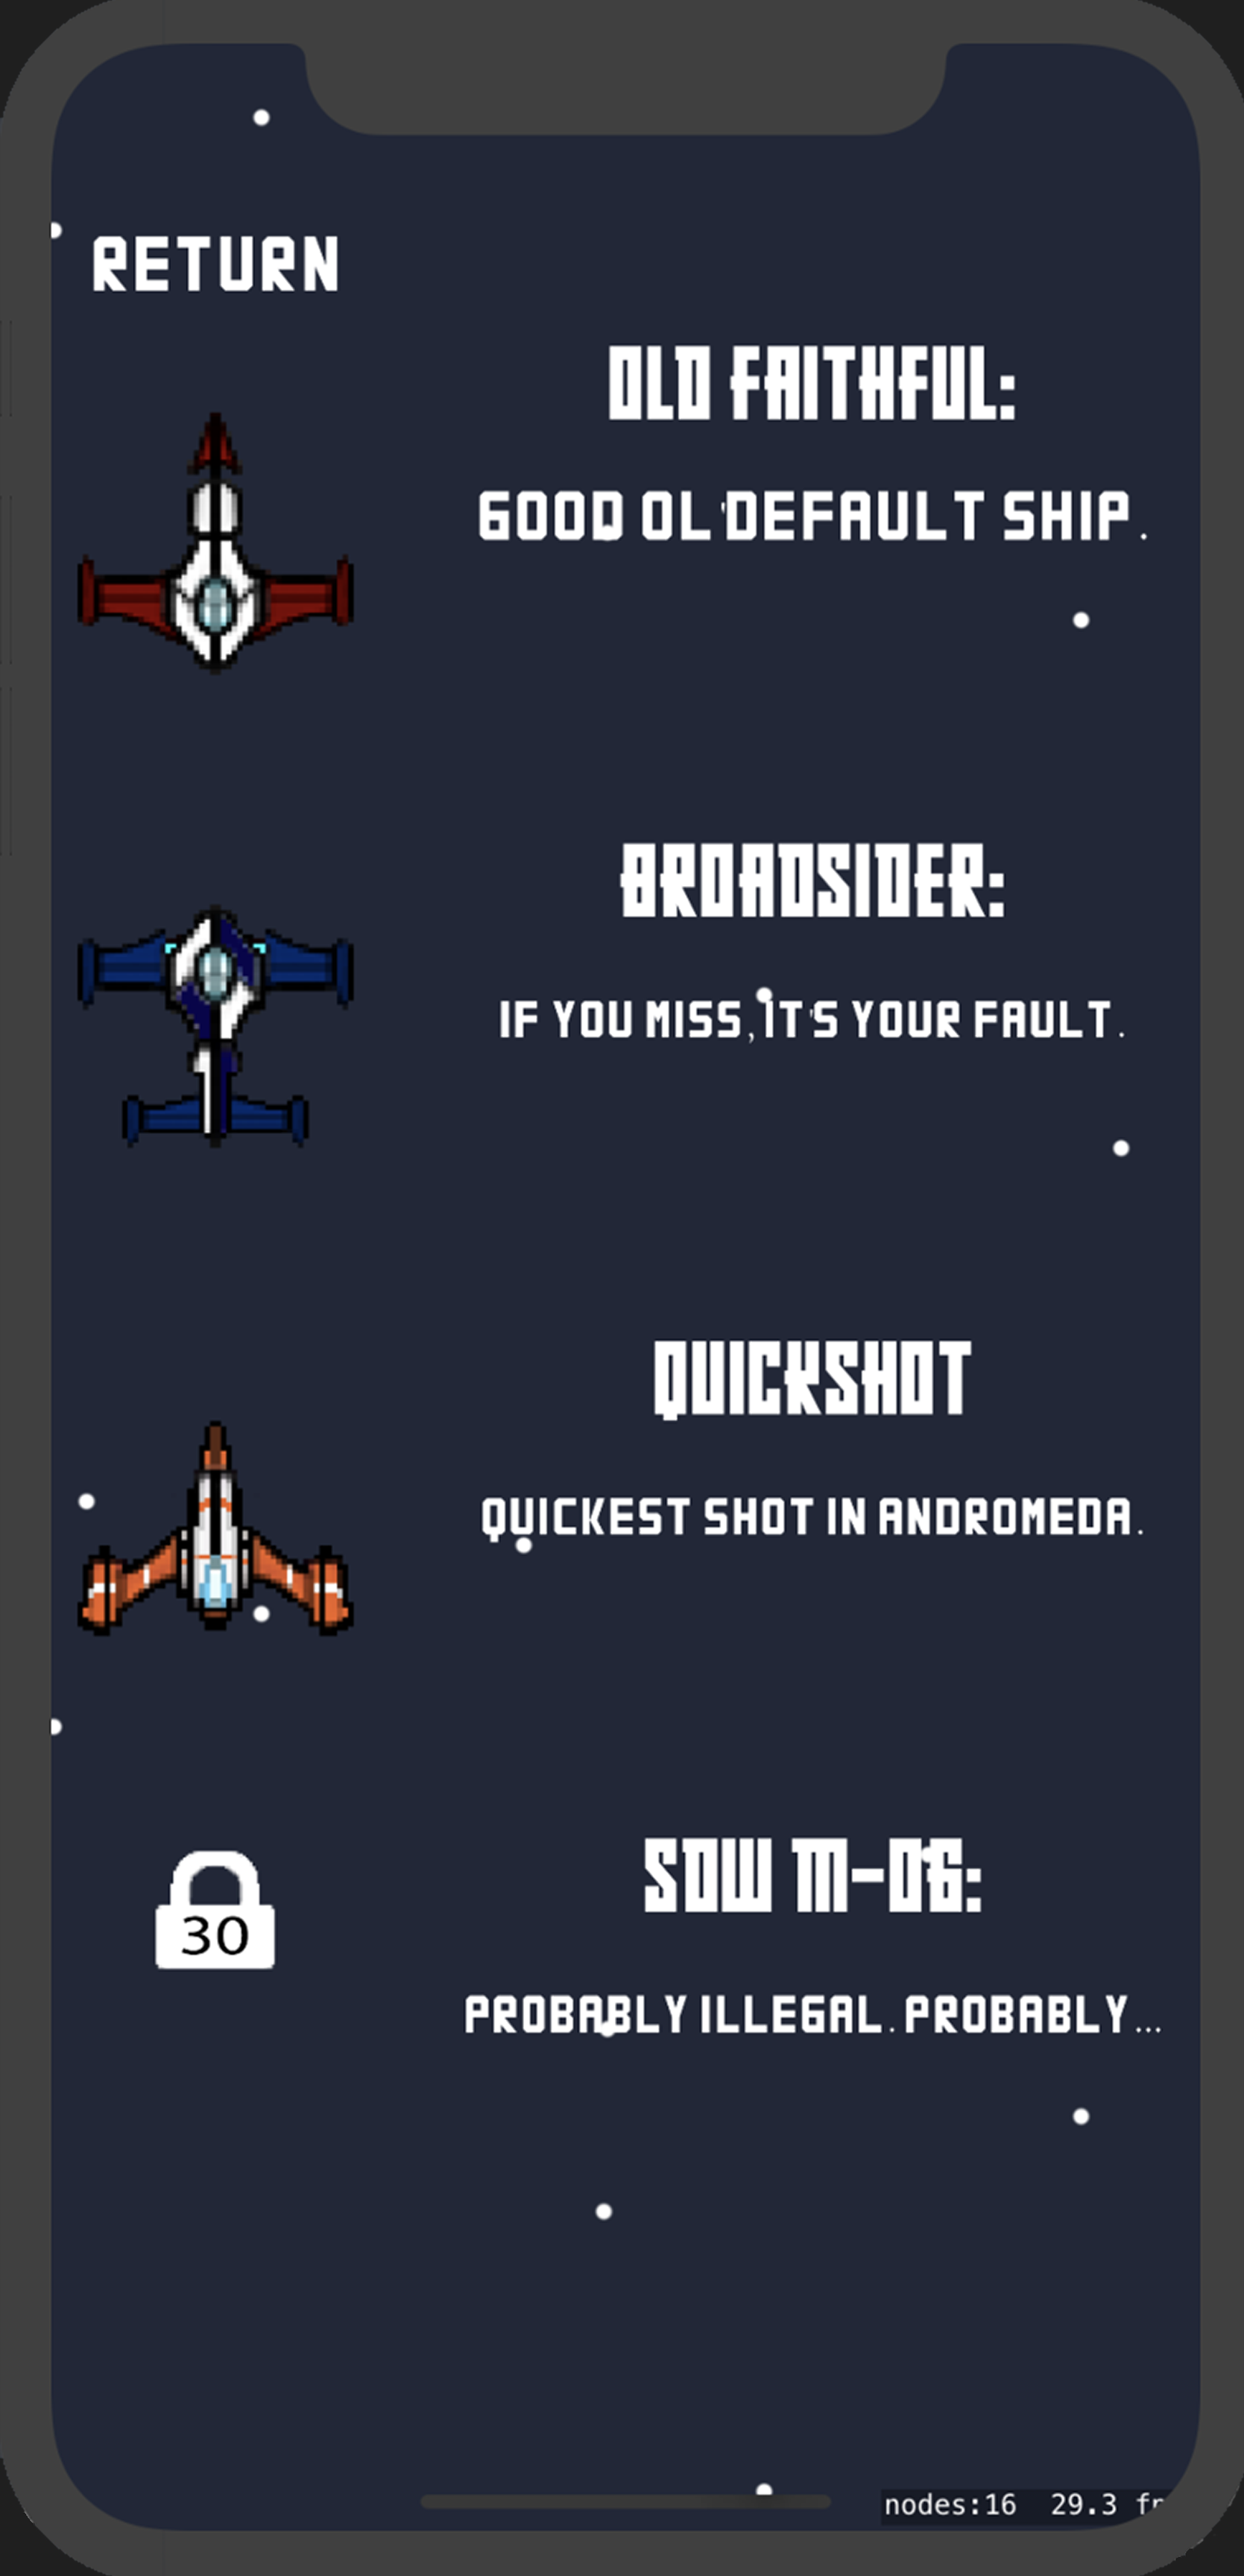 RETURN
OLD FAITHFUL:
GOOD OL'DEFAULT SHIP.
BROADSIDER:
IF YOU MISS, IT'S YOUR FAULT.
QUICKSHOT
QUICKEST SHOT IN ANDROMEDA.
SDW M-06:
30
PROBABLY ILLEGAL. PROBABLY...
nodes:16 29.3